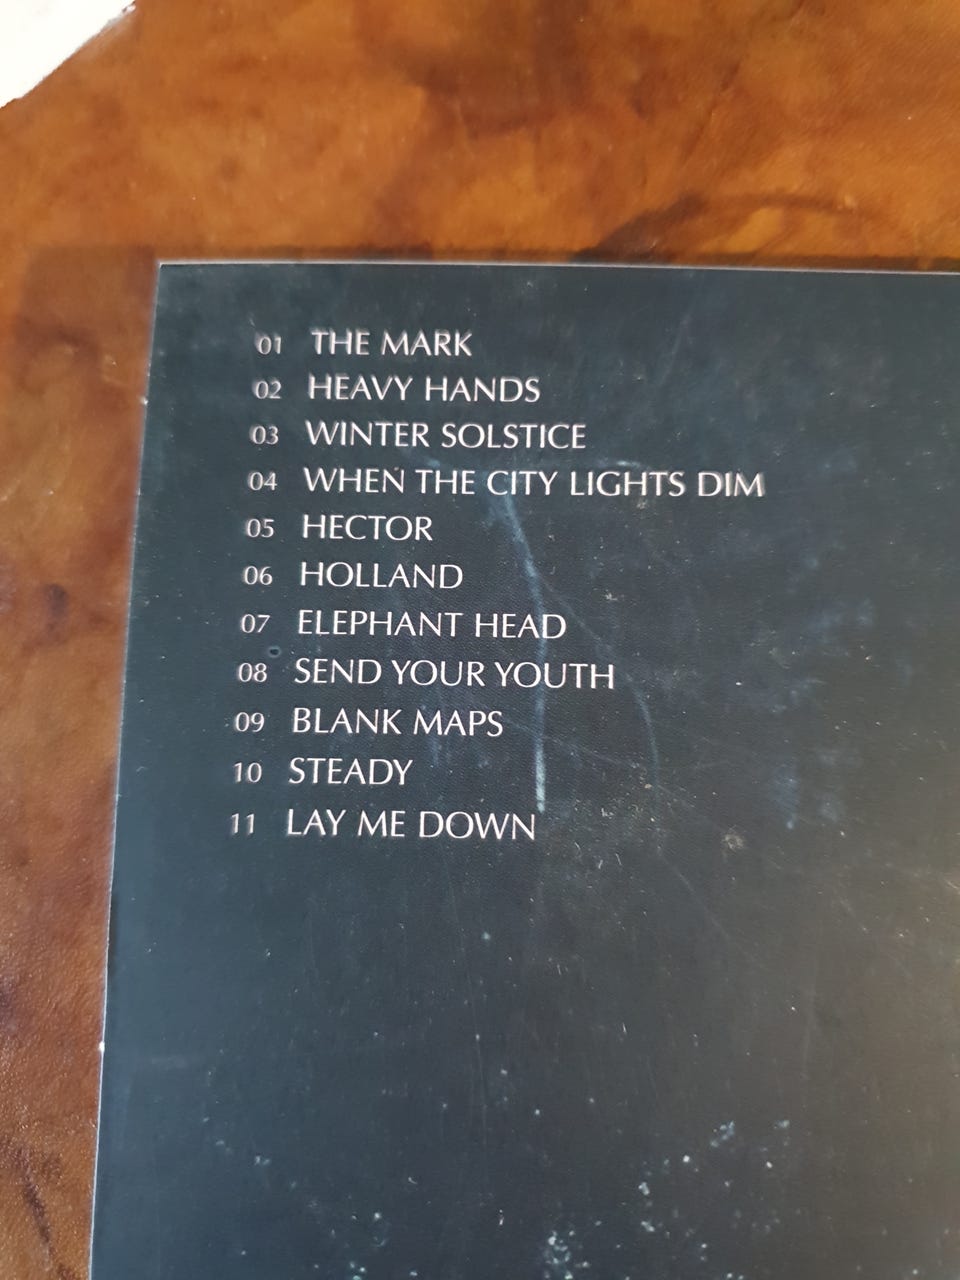 01 THE MARK
02 HEAVY HANDS
03 WINTER SOLSTICE
04 WHEN THE CITY LIGHTS DIM
05 HECTOR
06 HOLLAND
07 ELEPHANT HEAD
08 SEND YOUR YOUTH
09 BLANK MAPS
10 STEADY
11 LAY ME DOWN